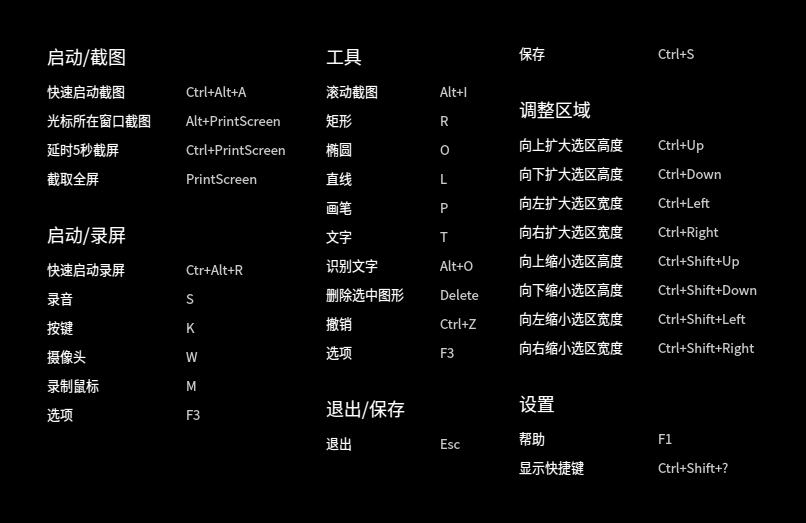 启动/截图
快速启动截图 Ctrl+Alt+A
光标所在窗口截图 Alt+PrintScreen
延时5秒截屏 Ctrl+PrintScreen
截取全屏 PrintScreen
启动/录屏
快速启动录屏 Ctr+Alt+R
录音 S
按键 K
摄像头 W
录制鼠标 M
选项 F3
工具
滚动截图 Alt+I
矩形 R
椭圆 O
直线 L
画笔 P
文字 T
识别文字 Alt+O
删除选中图形 Delete
撤销 Ctrl+Z
选项 F3
退出/保存
退出 Esc
保存 Ctrl+S
调整区域
向上扩大选区高度 Ctrl+Up
向下扩大选区高度 Ctrl+Down
向左扩大选区宽度 Ctrl+Left
向右扩大选区宽度 Ctrl+Right
向上缩小选区高度 Ctrl+Shift+Up
向下缩小选区高度 Ctrl+Shift+Down
向左缩小选区宽度 Ctrl+Shift+Left
向右缩小选区宽度 Ctrl+Shift+Right
设置
帮助 F1
显示快捷键 Ctrl+Shift+?